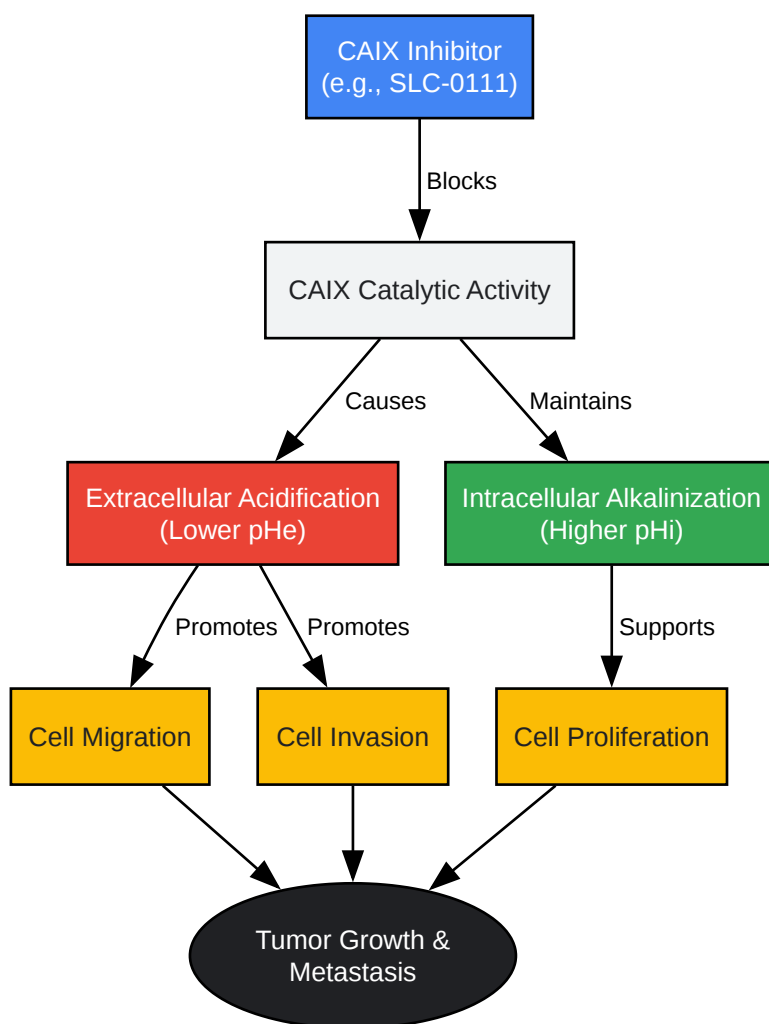 CAIX Inhibitor
(e.g., SLC-0111)
Blocks
CAIX Catalytic Activity
Causes
Maintains
Extracellular Acidification
(Lower pHe)
Intracellular Alkalinization
(Higher pHi)
Promotes
Promotes
Supports
Cell Migration
Cell Invasion
Cell Proliferation
Tumor Growth &
Metastasis